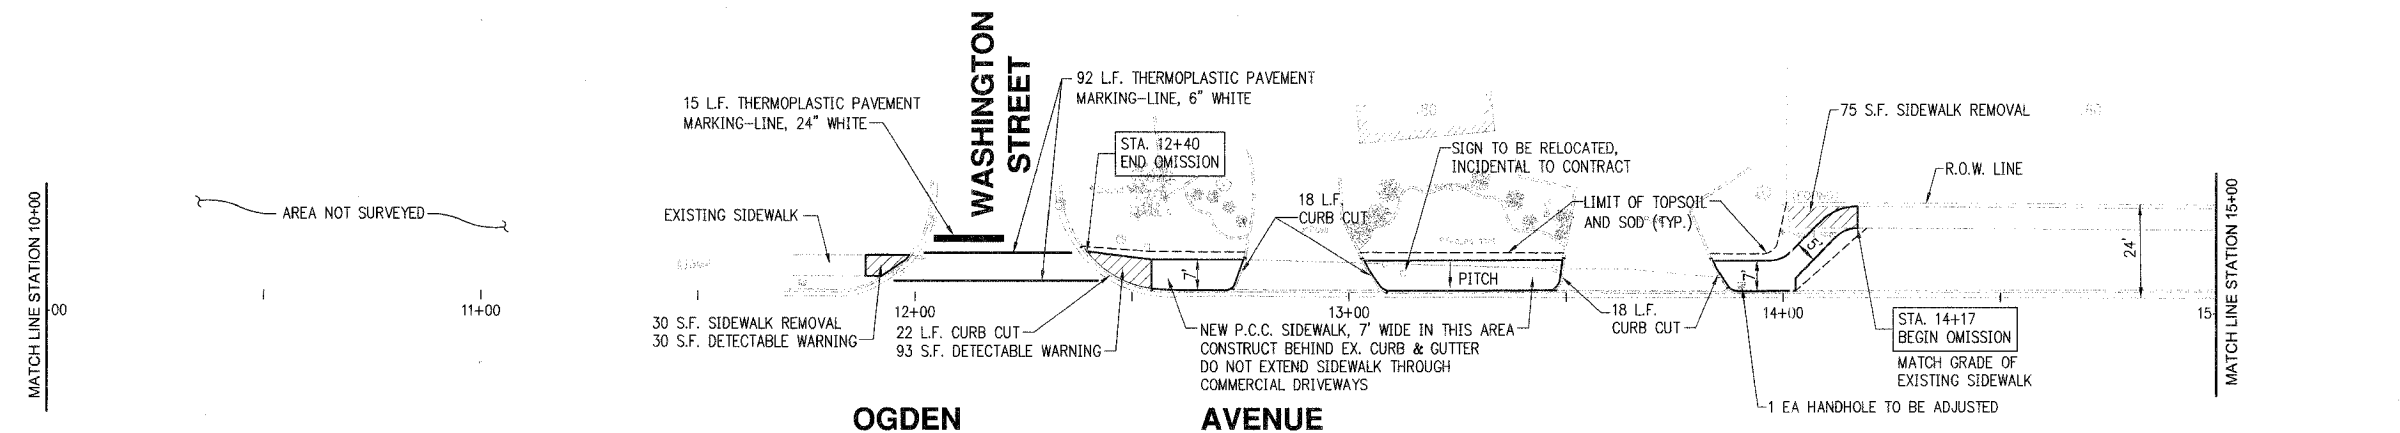 MATCH LINE STATION 10+00
00
AREA NOT SURVEYED
11+00
15 L.F. THERMOPLASTIC PAVEMENT
MARKING-LINE, 24" WHITE
EXISTING SIDEWALK
30 S.F. SIDEWALK REMOVAL
30 S.F. DETECTABLE WARNING
WASHINGTON
STREET
92 L.F. THERMOPLASTIC PAVEMENT
MARKING-LINE, 6" WHITE
STA. 12+40
END OMISSION
12+00
22 L.F. CURB CUT
93 S.F. DETECTABLE WARNING
7'
18 L.F.
CURB CUT
NEW P.C.C. SIDEWALK, 7' WIDE IN THIS AREA
CONSTRUCT BEHIND EX. CURB & GUTTER
DO NOT EXTEND SIDEWALK THROUGH
COMMERCIAL DRIVEWAYS
13+00
SIGN TO BE RELOCATED,
INCIDENTAL TO CONTRACT
PITCH
LIMIT OF TOPSOIL
AND SOD (TYP.)
18 L.F.
CURB CUT
75 S.F. SIDEWALK REMOVAL
5'
7'
14+00
R.O.W. LINE
24'
STA. 14+17
BEGIN OMISSION
MATCH GRADE OF
EXISTING SIDEWALK
1 EA HANDHOLE TO BE ADJUSTED
15
MATCH LINE STATION 15+00
OGDEN AVENUE